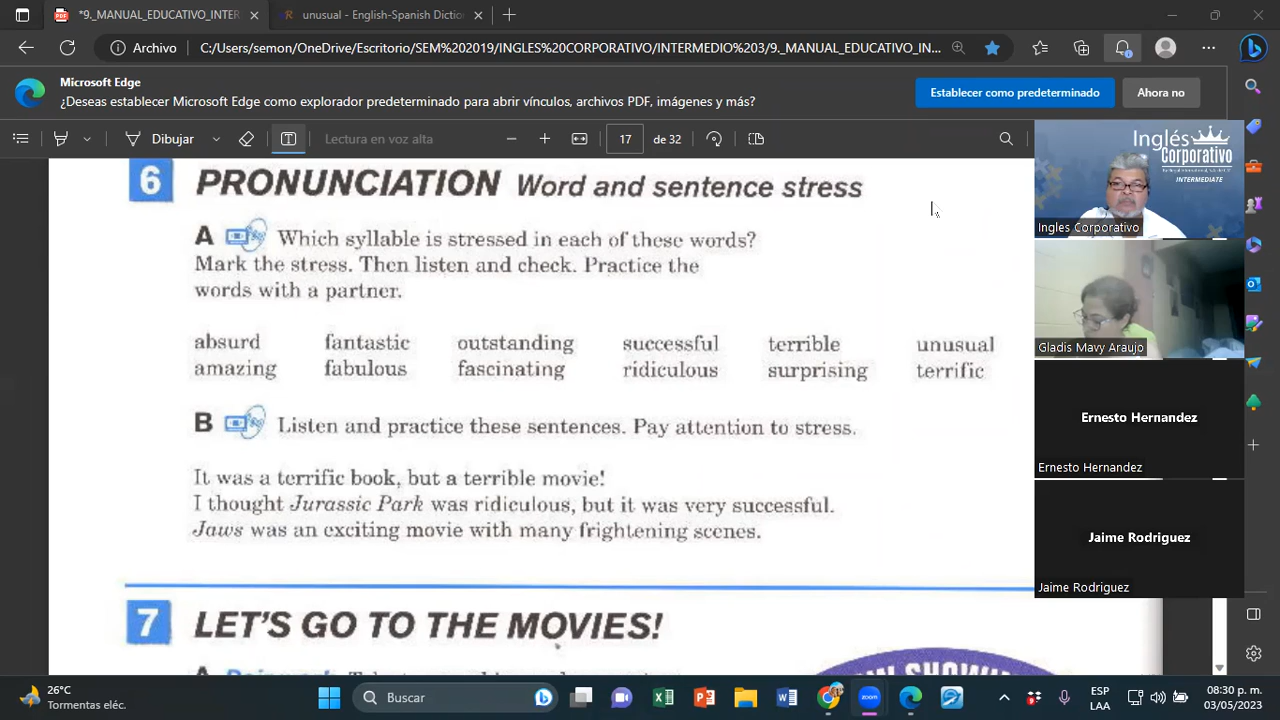 *9._MANUAL_EDUCATIVO_INTER
unusual - English-Spanish Dictior
Archivo
C:/Users/semon/OneDrive/Escritorio/SEM%202019/INGLES%20CORPORATIVO/INTERMEDIO%203/9._MANUAL_EDUCATIVO_IN...
Microsoft Edge
¿Deseas establecer Microsoft Edge como explorador predeterminado para abrir vínculos, archivos PDF, imágenes y más?
Establecer como predeterminado
Ahora no
Dibujar
Lectura en voz alta
17
de 32
6 PRONUNCIATION Word and sentence stress
A Which syllable is stressed in each of these words?
Mark the stress. Then listen and check. Practice the
words with a partner.
absurd fantastic outstanding successful terrible unusual
amazing fabulous fascinating ridiculous surprising terrific
B Listen and practice these sentences. Pay attention to stress.
It was a terrific book, but a terrible movie!
I thought Jurassic Park was ridiculous, but it was very successful.
Jaws was an exciting movie with many frightening scenes.
7 LET'S GO TO THE MOVIES!
Inglés
Corporativo
INTERMEDIATE
Ingles Corporativo
Gladis Mavy Araujo
Ernesto Hernandez
Ernesto Hernandez
Jaime Rodriguez
Jaime Rodriguez
26°C
Tormentas eléc.
Buscar
ESP
LAA
08:30 p. m.
03/05/2023